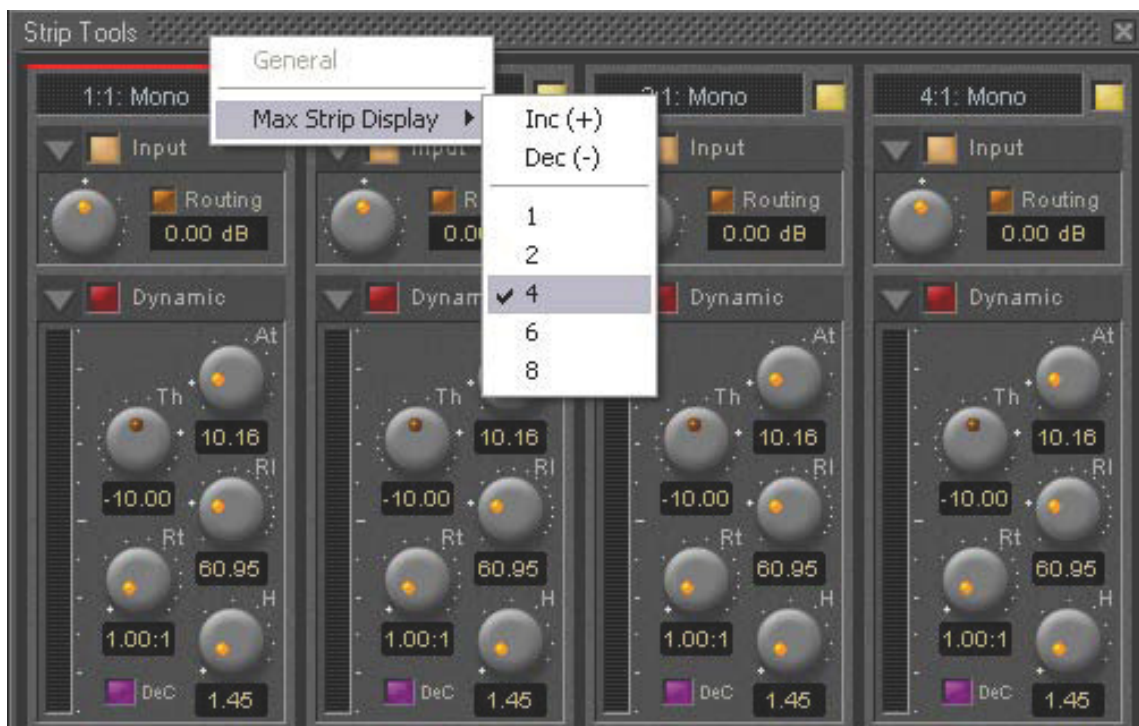 Strip Tools
General
1:1: Mono
:1: Mono
4:1: Mono
Max Strip Display
Inc (+)
Dec (-)
1
2
4
6
8
Input
Input
Input
Input
Routing
R
Routing
Routing
0.00 dB
0.0
0.00 dB
0.00 dB
Dynamic
Dynam
Dynamic
Dynamic
At
At
At
Th
Th
Th
Th
10.16
10.16
10.16
10.16
Rl
Rl
Rl
Rl
-10.00
-10.00
-10.00
-10.00
Rt
Rt
Rt
Rt
60.95
60.95
60.95
60.95
H
H
H
H
1.00:1
1.00:1
1.00:1
1.00:1
DeC
DeC
DeC
DeC
1.45
1.45
1.45
1.45